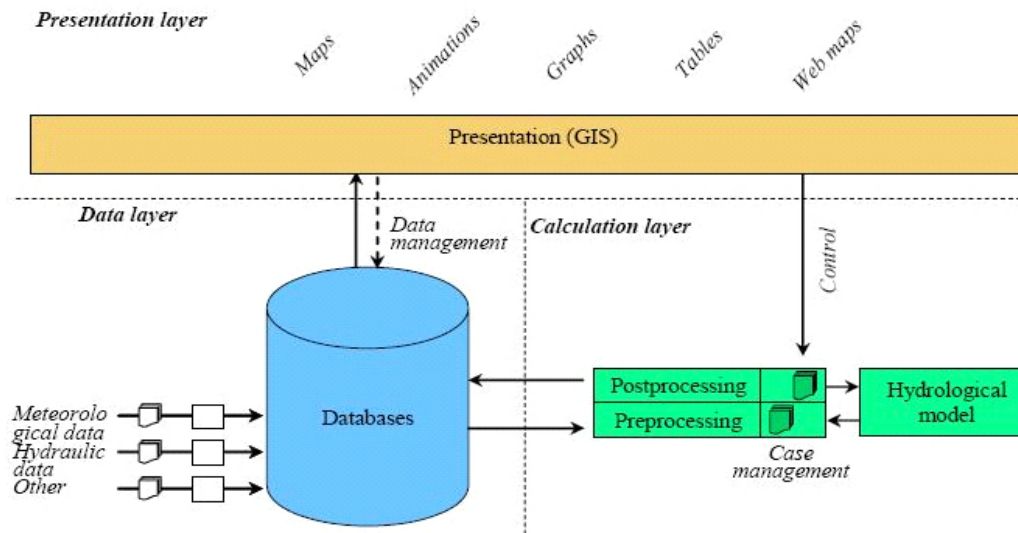 Presentation layer
Maps
Animations
Graphs
Tables
Web maps
Presentation (GIS)
Data layer
Data
management
Calculation layer
Control
Databases
Meteorolo
gical data
Hydraulic
data
Other
Postprocessing
Preprocessing
Hydrological
model
Case
management